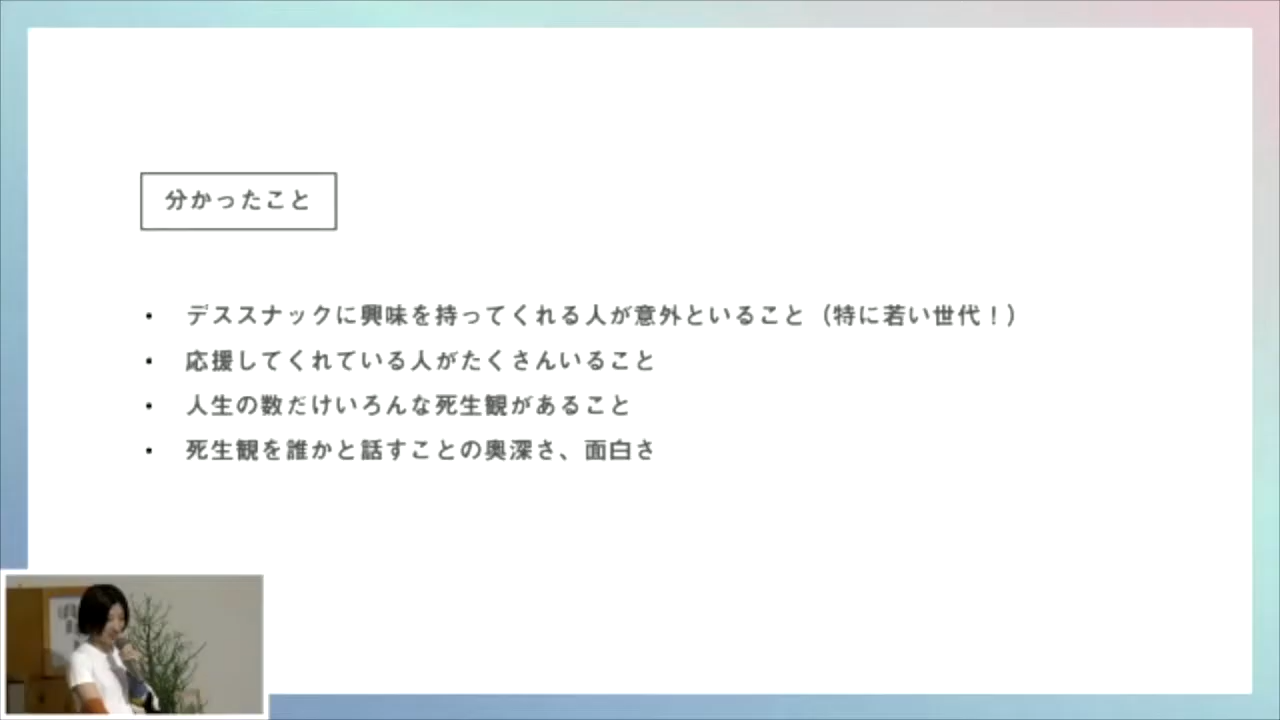 分かったこと
・ デススナックに興味を持ってくれる人が意外といること（特に若い世代！）
・ 応援してくれている人がたくさんいること
・ 人生の数だけいろんな死生観があること
・ 死生観を誰かと話すことの奥深さ、面白さ